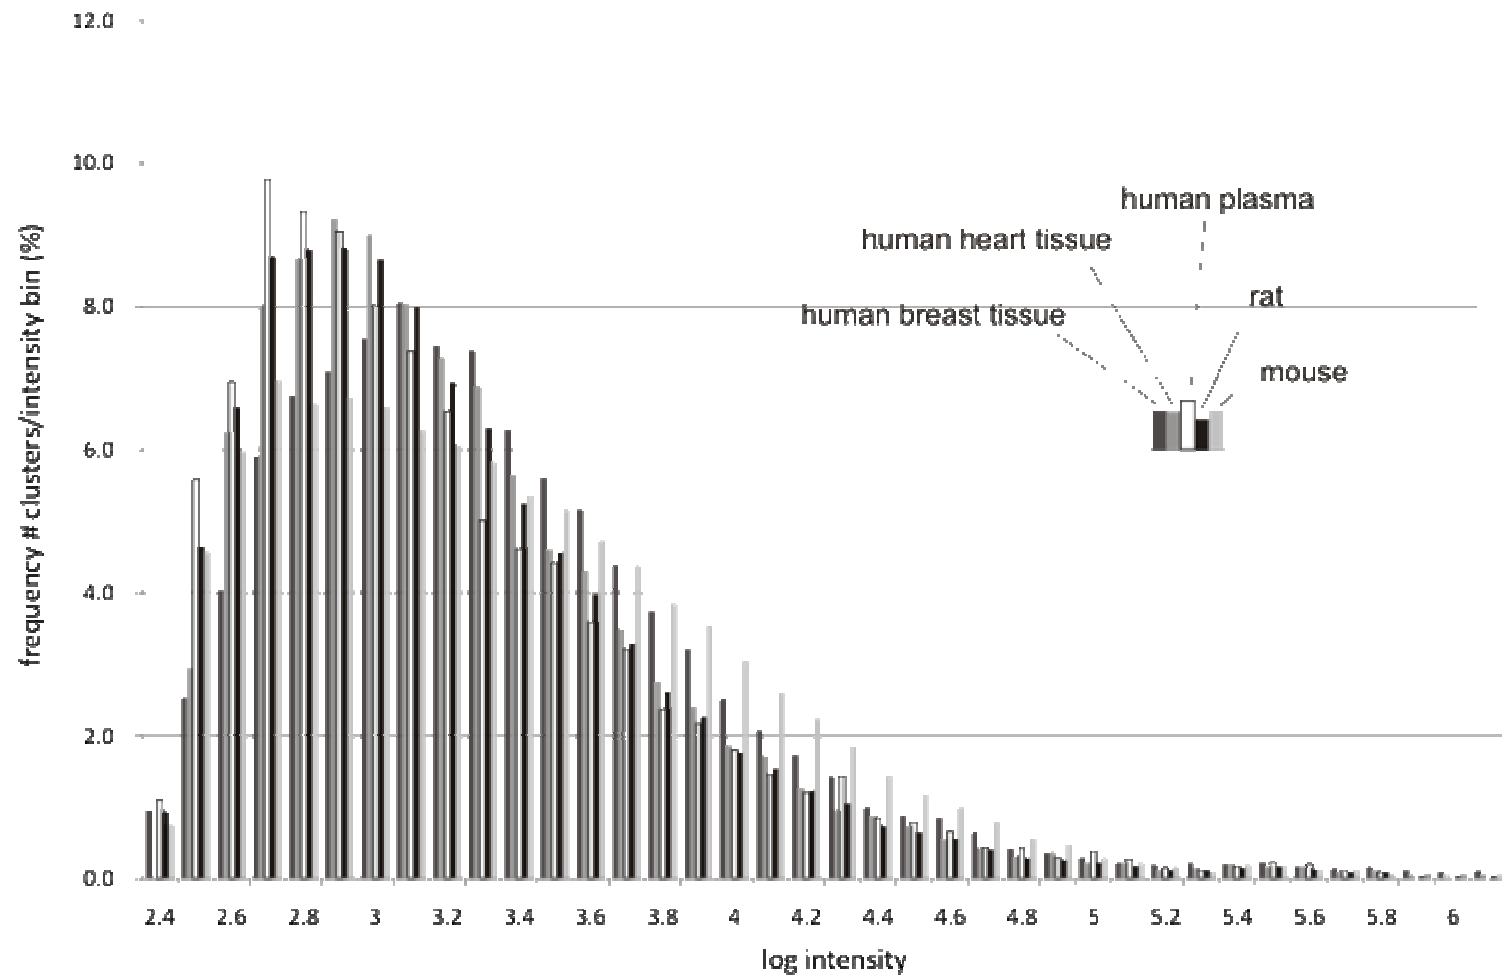 12.0
10.0
8.0
6.0
4.0
2.0
0.0
frequency # clusters/intensity bin (%)
human plasma
human heart tissue
rat
human breast tissue
mouse
2.4 2.6 2.8 3 3.2 3.4 3.6 3.8 4 4.2 4.4 4.6 4.8 5 5.2 5.4 5.6 5.8 6
log intensity